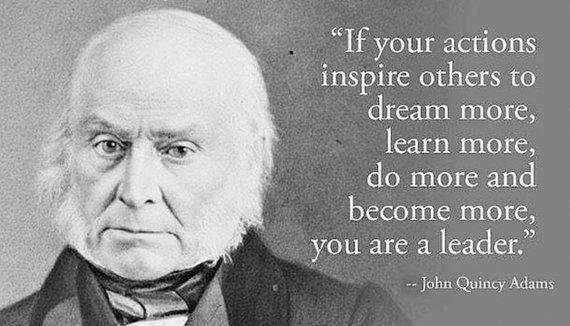 “If your actions
inspire others to
dream more,
learn more,
do more and
become more,
you are a leader.”
-- John Quincy Adams